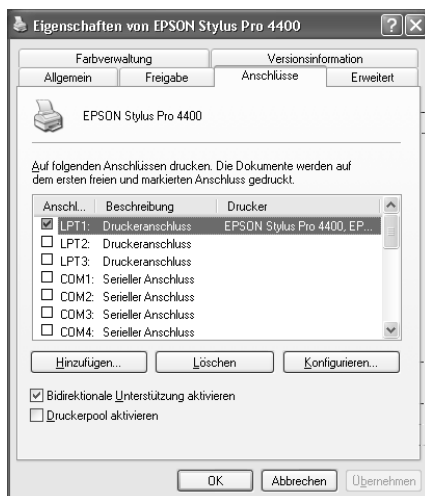 Eigenschaften von EPSON Stylus Pro 4400
Farbverwaltung Versionsinformation
Allgemein Freigabe Anschlüsse Erweitert
EPSON Stylus Pro 4400
Auf folgenden Anschlüssen drucken. Die Dokumente werden auf
dem ersten freien und markierten Anschluss gedruckt.
Anschl... Beschreibung Drucker
LPT1: Druckeranschluss EPSON Stylus Pro 4400, EP...
LPT2: Druckeranschluss
LPT3: Druckeranschluss
COM1: Serieller Anschluss
COM2: Serieller Anschluss
COM3: Serieller Anschluss
COM4: Serieller Anschluss
Hinzufügen... Löschen Konfigurieren...
Bidirektionale Unterstützung aktivieren
Druckerpool aktivieren
OK Abbrechen Übernehmen